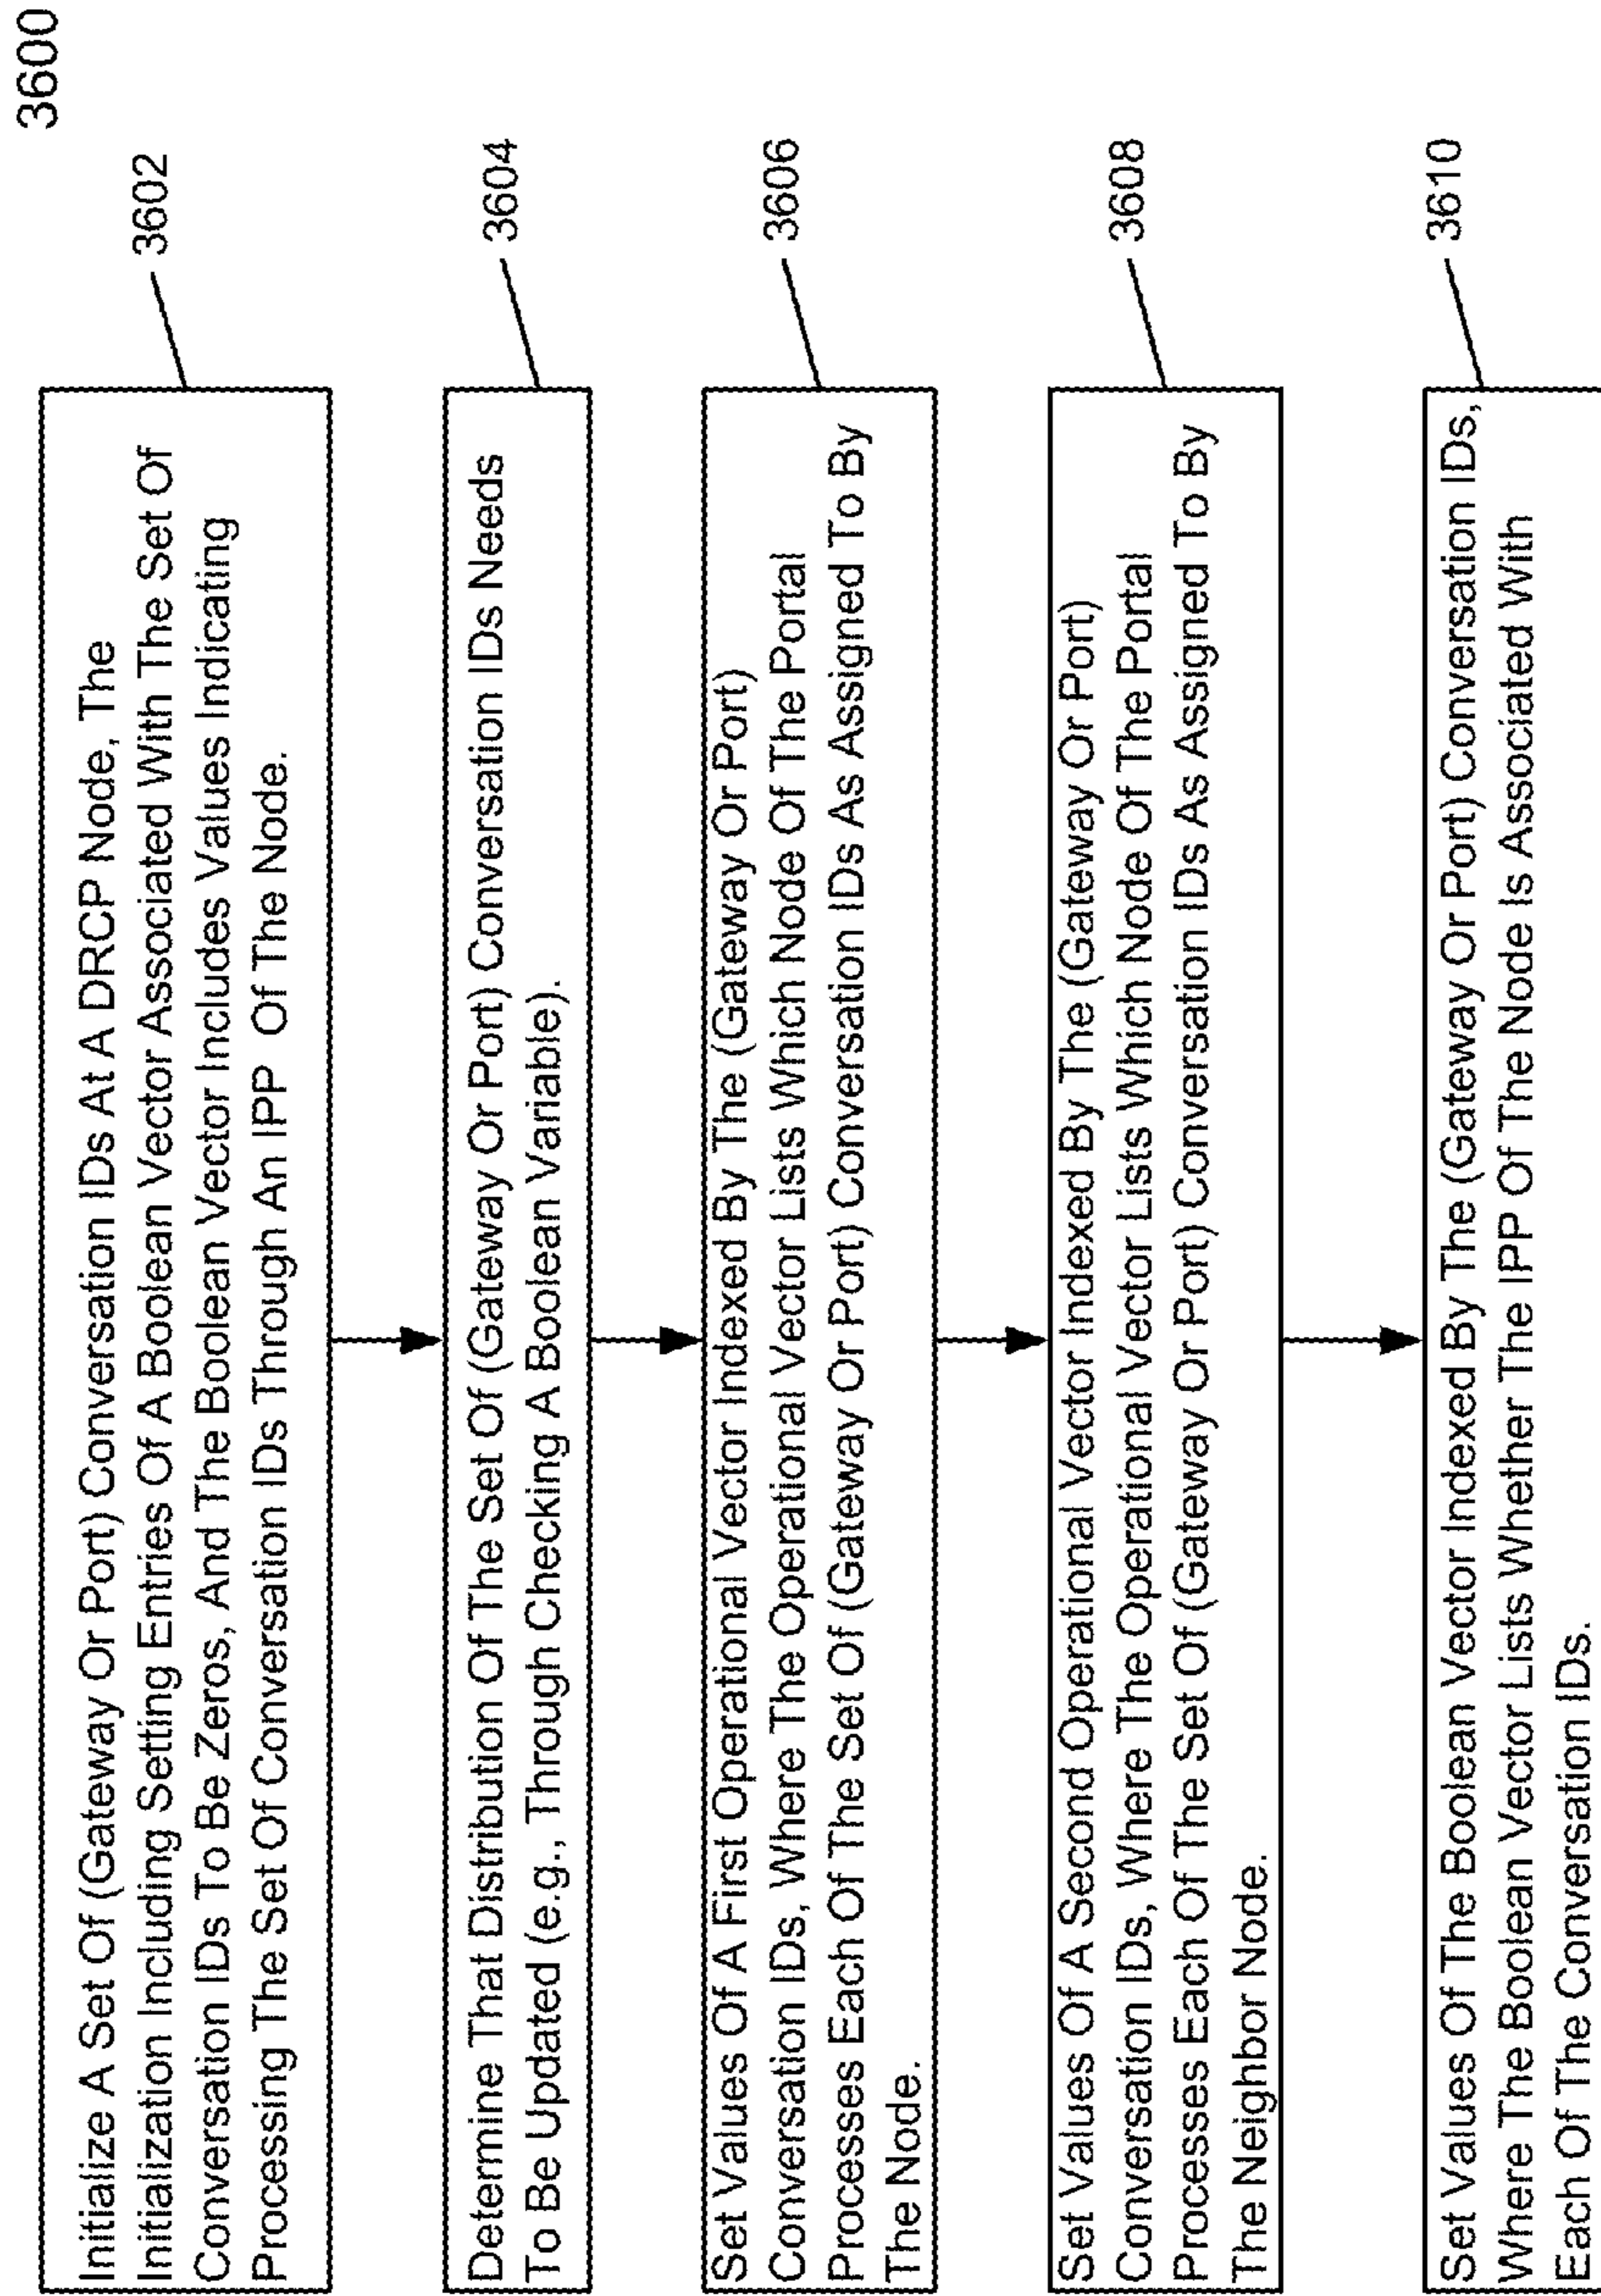 3600
Initialize A Set Of (Gateway Or Port) Conversation IDs At A DRCP Node, The
Initialization Including Setting Entries Of A Boolean Vector Associated With The Set Of
Conversation IDs To Be Zeros, And The Boolean Vector Includes Values Indicating
Processing The Set Of Conversation IDs Through An IPP Of The Node.
3602
Determine That Distribution Of The Set Of (Gateway Or Port) Conversation IDs Needs
To Be Updated (e.g., Through Checking A Boolean Variable).
3604
Set Values Of A First Operational Vector Indexed By The (Gateway Or Port)
Conversation IDs, Where The Operational Vector Lists Which Node Of The Portal
Processes Each Of The Set Of (Gateway Or Port) Conversation IDs As Assigned To By
The Node.
3606
Set Values Of A Second Operational Vector Indexed By The (Gateway Or Port)
Conversation IDs, Where The Operational Vector Lists Which Node Of The Portal
Processes Each Of The Set Of (Gateway Or Port) Conversation IDs As Assigned To By
The Neighbor Node.
3608
Set Values Of The Boolean Vector Indexed By The (Gateway Or Port) Conversation IDs,
Where The Boolean Vector Lists Whether The IPP Of The Node Is Associated With
Each Of The Conversation IDs.
3610